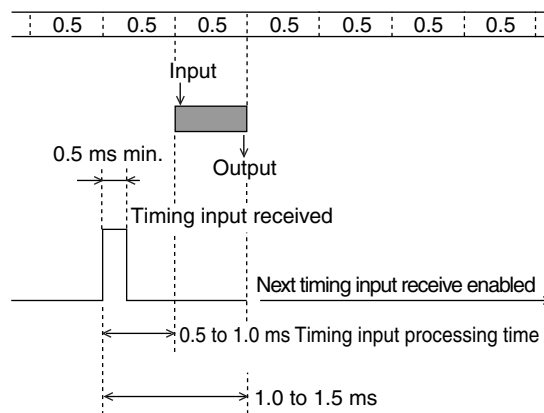 0.5 0.5 0.5 0.5 0.5 0.5 0.5
Input
0.5 ms min.
Output
Timing input received
Next timing input receive enabled
0.5 to 1.0 ms Timing input processing time
1.0 to 1.5 ms